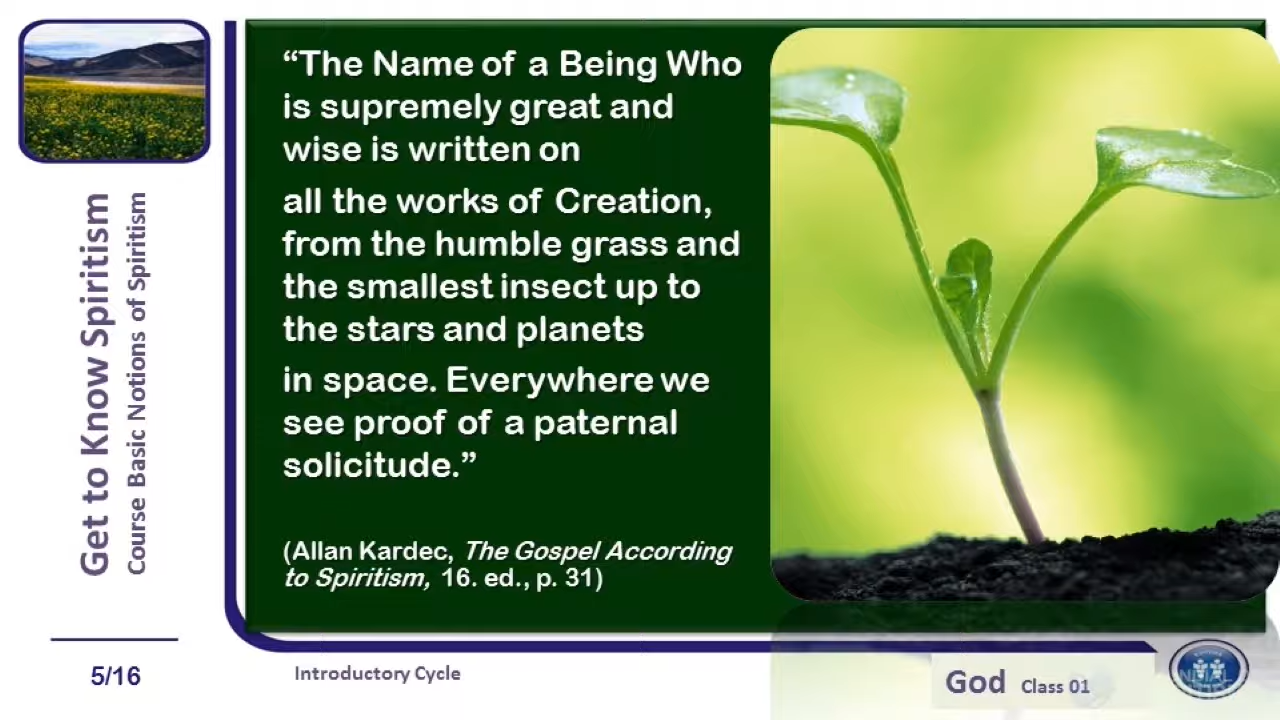 “The Name of a Being Who
is supremely great and
wise is written on
all the works of Creation,
from the humble grass and
the smallest insect up to
the stars and planets
in space. Everywhere we
see proof of a paternal
solicitude.”
(Allan Kardec, The Gospel According
to Spiritism, 16. ed., p. 31)
Get to Know Spiritism
Course Basic Notions of Spiritism
5/16
Introductory Cycle
God Class 01